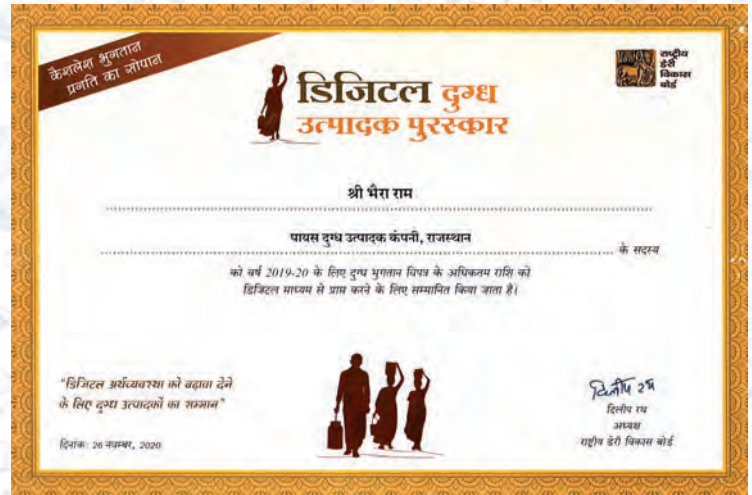 कैशलेश भुगतान
प्रगति का सोपान
डिजिटल दुग्ध
उत्पादक पुरस्कार
राष्ट्रीय
डेरी
विकास
बोर्ड
श्री भैरा राम
पायस दुग्ध उत्पादक कंपनी, राजस्थान
के सदस्य
को वर्ष 2019-20 के लिए दुग्ध भुगतान विपत्र के अधिकतम राशि को
डिजिटल माध्यम से प्राप्त करने के लिए सम्मानित किया जाता है।
"डिजिटल अर्थव्यवस्था को बढ़ावा देने
के लिए दुग्ध उत्पादकों का सम्मान"
दिनांक: 26 नवम्बर, 2020
दिलीप रथ
दिलीप रथ
अध्यक्ष
राष्ट्रीय डेरी विकास बोर्ड